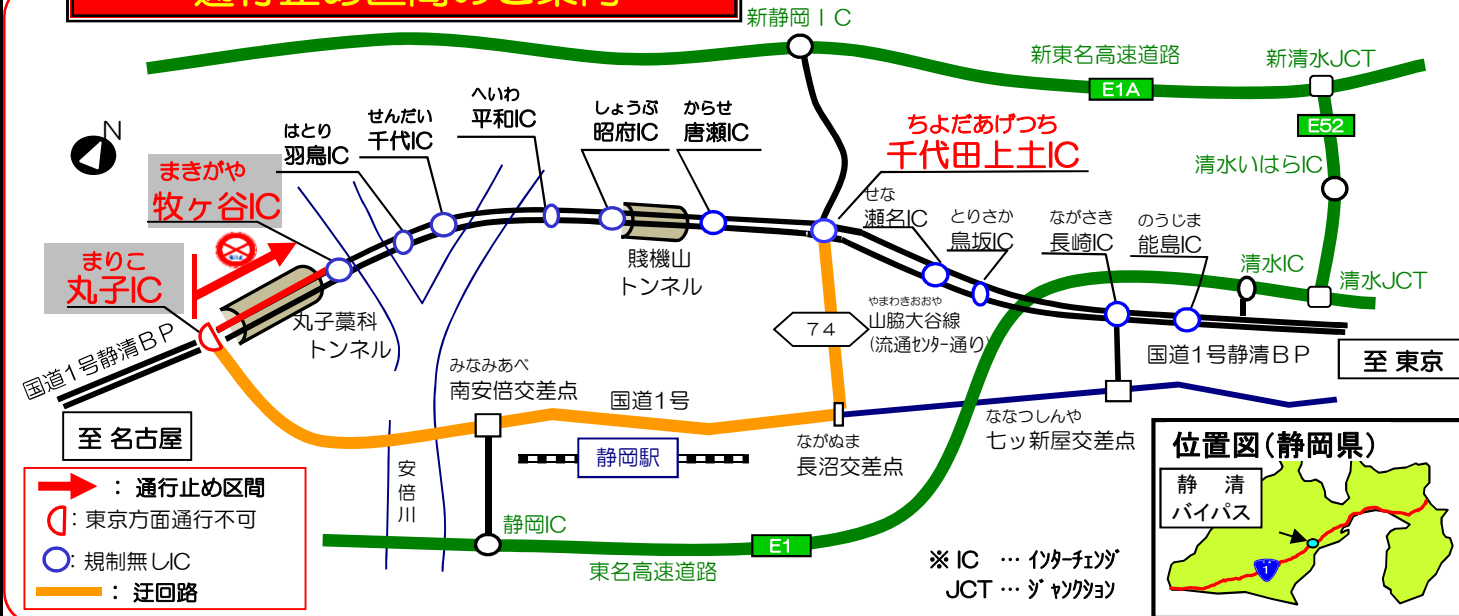 通行止め区間のご案内
新静岡IC
新東名高速道路
E1A
新清水JCT
E52
清水いはらIC
清水IC
清水JCT
N
まきがや
牧ヶ谷IC
まりこ
丸子IC
はとり
羽鳥IC
せんだい
千代IC
へいわ
平和IC
しょうぶ
昭府IC
からせ
唐瀬IC
ちよだあげつち
千代田上土IC
せな
瀬名IC
とりさか
鳥坂IC
ながさき
長崎IC
のうじま
能島IC
賤機山
トンネル
丸子藁科
トンネル
国道1号静清BP
至 名古屋
みなみあべ
南安倍交差点
国道1号
74
やまわきおおや
山脇大谷線
(流通センター通り)
国道1号静清BP
至 東京
ながぬま
長沼交差点
ななつしんや
七ッ新屋交差点
静岡駅
安倍川
静岡IC
東名高速道路
E1
: 通行止め区間
: 東京方面通行不可
: 規制無しIC
: 迂回路
※ IC … インターチェンジ
JCT … ジャンクション
位置図(静岡県)
静 清
バイパス
1